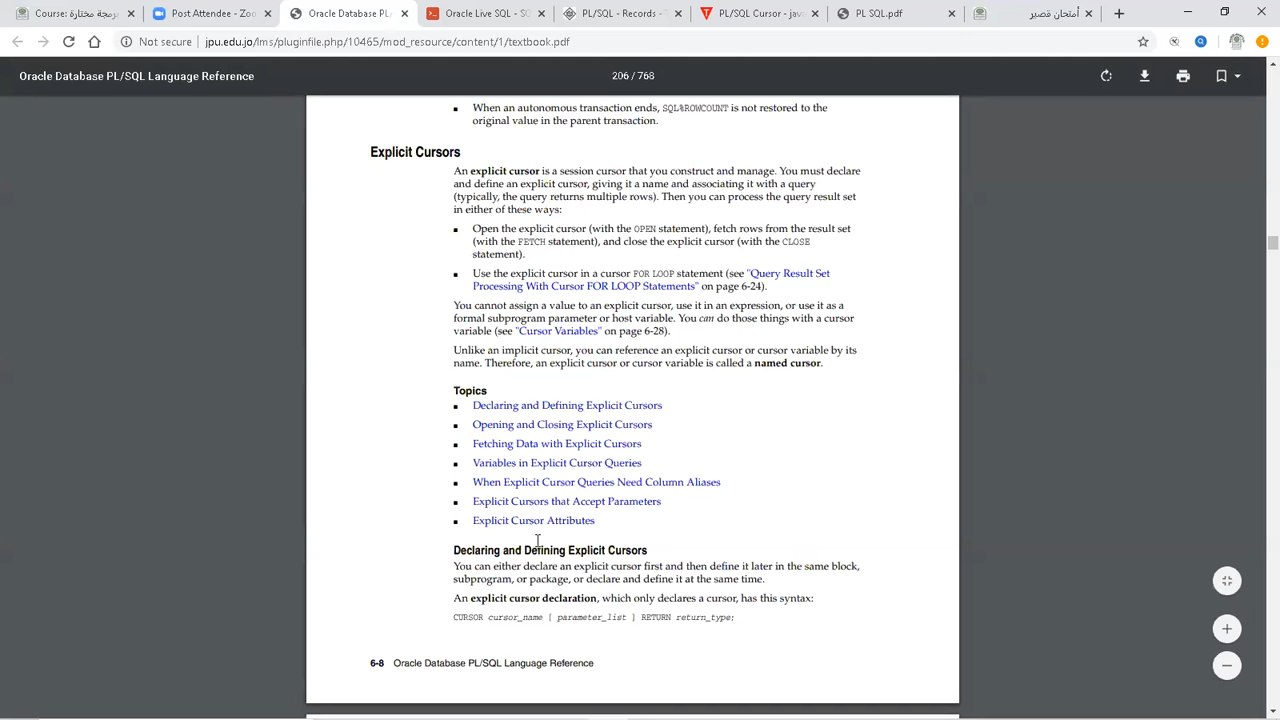 Course: برمجة مختارة
Post Attendee - Zoo
Oracle Database PL
Oracle Live SQL - SC
PL/SQL - Records -
PL/SQL Cursor - java
PL SQL.pdf
أمتحان قصير
Not secure | jpu.edu.jo/lms/pluginfile.php/10465/mod_resource/content/1/textbook.pdf
Oracle Database PL/SQL Language Reference
206 / 768
▪ When an autonomous transaction ends, SQL%ROWCOUNT is not restored to the
original value in the parent transaction.
Explicit Cursors
An explicit cursor is a session cursor that you construct and manage. You must declare
and define an explicit cursor, giving it a name and associating it with a query
(typically, the query returns multiple rows). Then you can process the query result set
in either of these ways:
▪ Open the explicit cursor (with the OPEN statement), fetch rows from the result set
(with the FETCH statement), and close the explicit cursor (with the CLOSE
statement).
▪ Use the explicit cursor in a cursor FOR LOOP statement (see "Query Result Set
Processing With Cursor FOR LOOP Statements" on page 6-24).
You cannot assign a value to an explicit cursor, use it in an expression, or use it as a
formal subprogram parameter or host variable. You can do those things with a cursor
variable (see "Cursor Variables" on page 6-28).
Unlike an implicit cursor, you can reference an explicit cursor or cursor variable by its
name. Therefore, an explicit cursor or cursor variable is called a named cursor.
Topics
▪ Declaring and Defining Explicit Cursors
▪ Opening and Closing Explicit Cursors
▪ Fetching Data with Explicit Cursors
▪ Variables in Explicit Cursor Queries
▪ When Explicit Cursor Queries Need Column Aliases
▪ Explicit Cursors that Accept Parameters
▪ Explicit Cursor Attributes
Declaring and Defining Explicit Cursors
You can either declare an explicit cursor first and then define it later in the same block,
subprogram, or package, or declare and define it at the same time.
An explicit cursor declaration, which only declares a cursor, has this syntax:
CURSOR cursor_name [ parameter_list ] RETURN return_type;
6-8 Oracle Database PL/SQL Language Reference